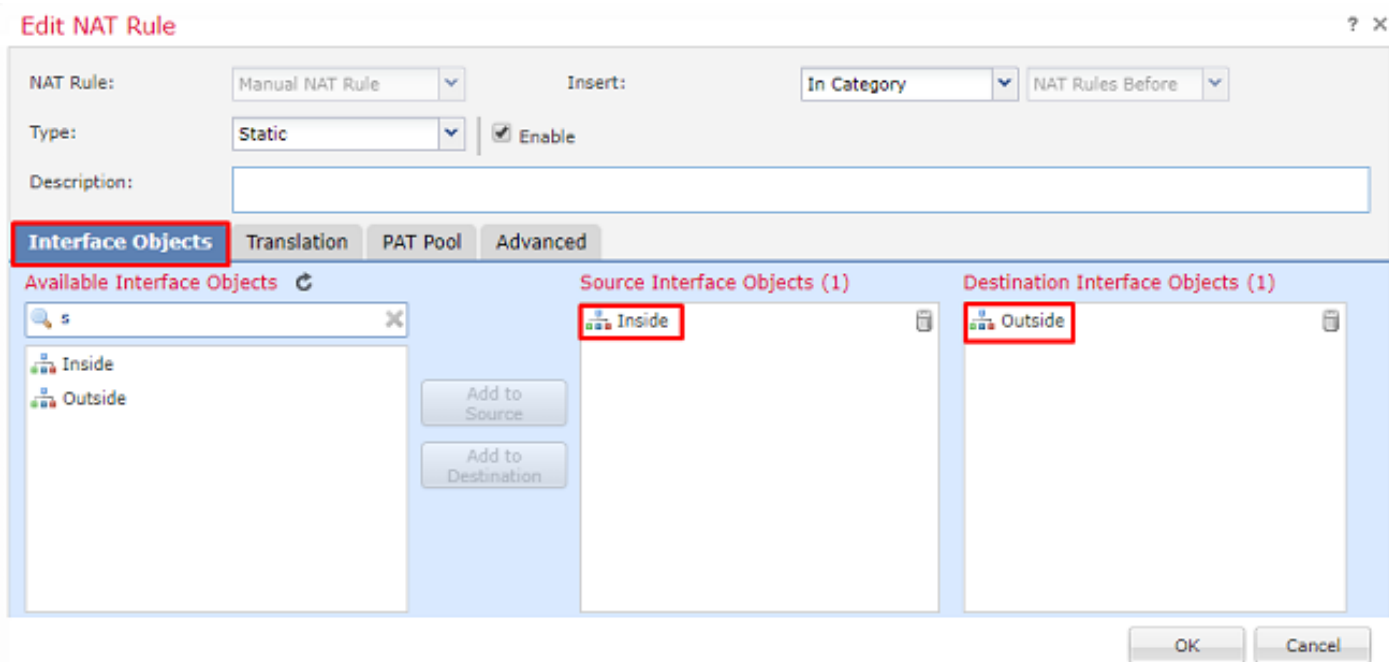 Edit NAT Rule ? ×
NAT Rule: Manual NAT Rule Insert: In Category NAT Rules Before
Type: Static Enable
Description:
Interface Objects Translation PAT Pool Advanced
Available Interface Objects Source Interface Objects (1) Destination Interface Objects (1)
s Inside Outside
Inside
Outside
Add to
Source
Add to
Destination
OK Cancel